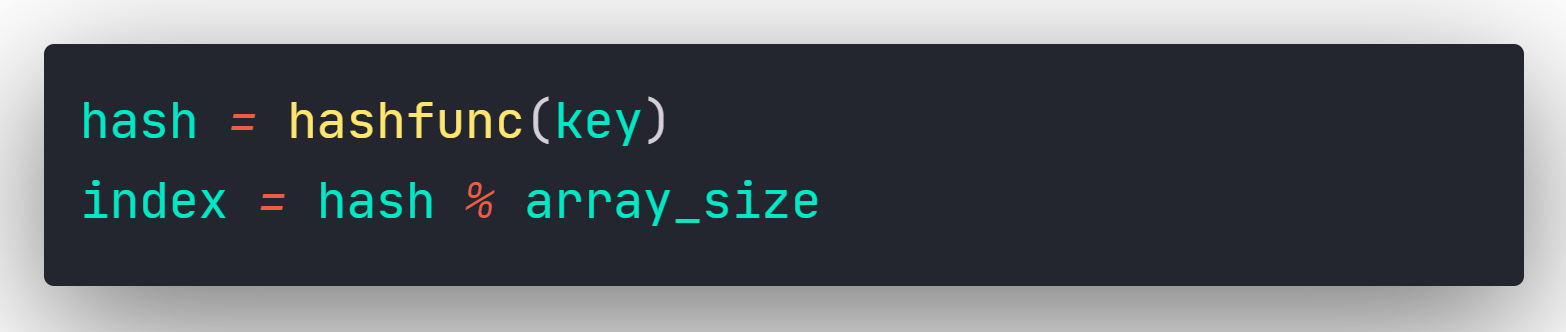 hash = hashfunc(key)
index = hash % array_size